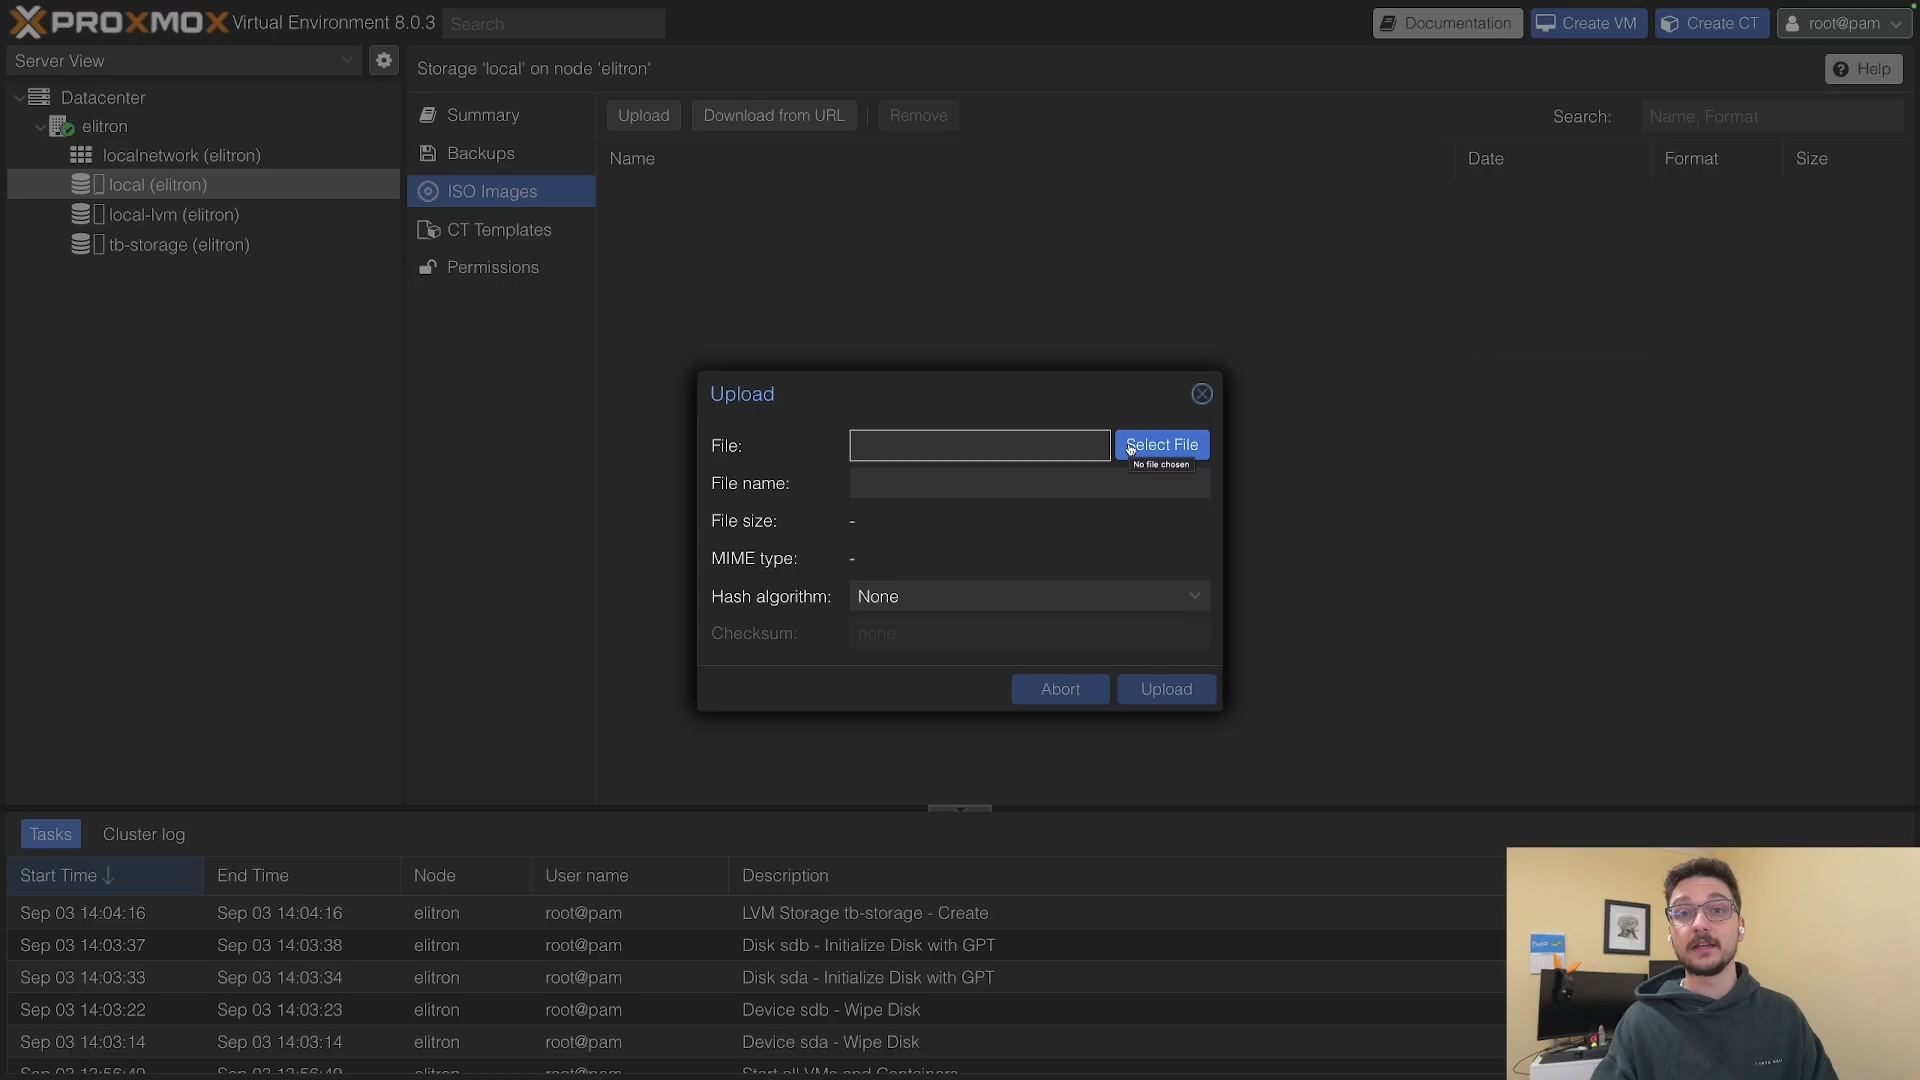 PROXMOX Virtual Environment 8.0.3 Search Documentation Create VM Create CT root@pam
Server View
Datacenter
elitron
localnetwork (elitron)
local (elitron)
local-lvm (elitron)
tb-storage (elitron)
Storage 'local' on node 'elitron' Help
Summary
Backups
ISO Images
CT Templates
Permissions
Upload Download from URL Remove Search: Name, Format
Name Date Format Size
Upload
File: Select File
No file chosen
File name:
File size: -
MIME type: -
Hash algorithm: None
Checksum: none
Abort Upload
Tasks Cluster log
Start Time End Time Node User name Description
Sep 03 14:04:16 Sep 03 14:04:16 elitron root@pam LVM Storage tb-storage - Create
Sep 03 14:03:37 Sep 03 14:03:38 elitron root@pam Disk sdb - Initialize Disk with GPT
Sep 03 14:03:33 Sep 03 14:03:34 elitron root@pam Disk sda - Initialize Disk with GPT
Sep 03 14:03:22 Sep 03 14:03:23 elitron root@pam Device sdb - Wipe Disk
Sep 03 14:03:14 Sep 03 14:03:14 elitron root@pam Device sda - Wipe Disk